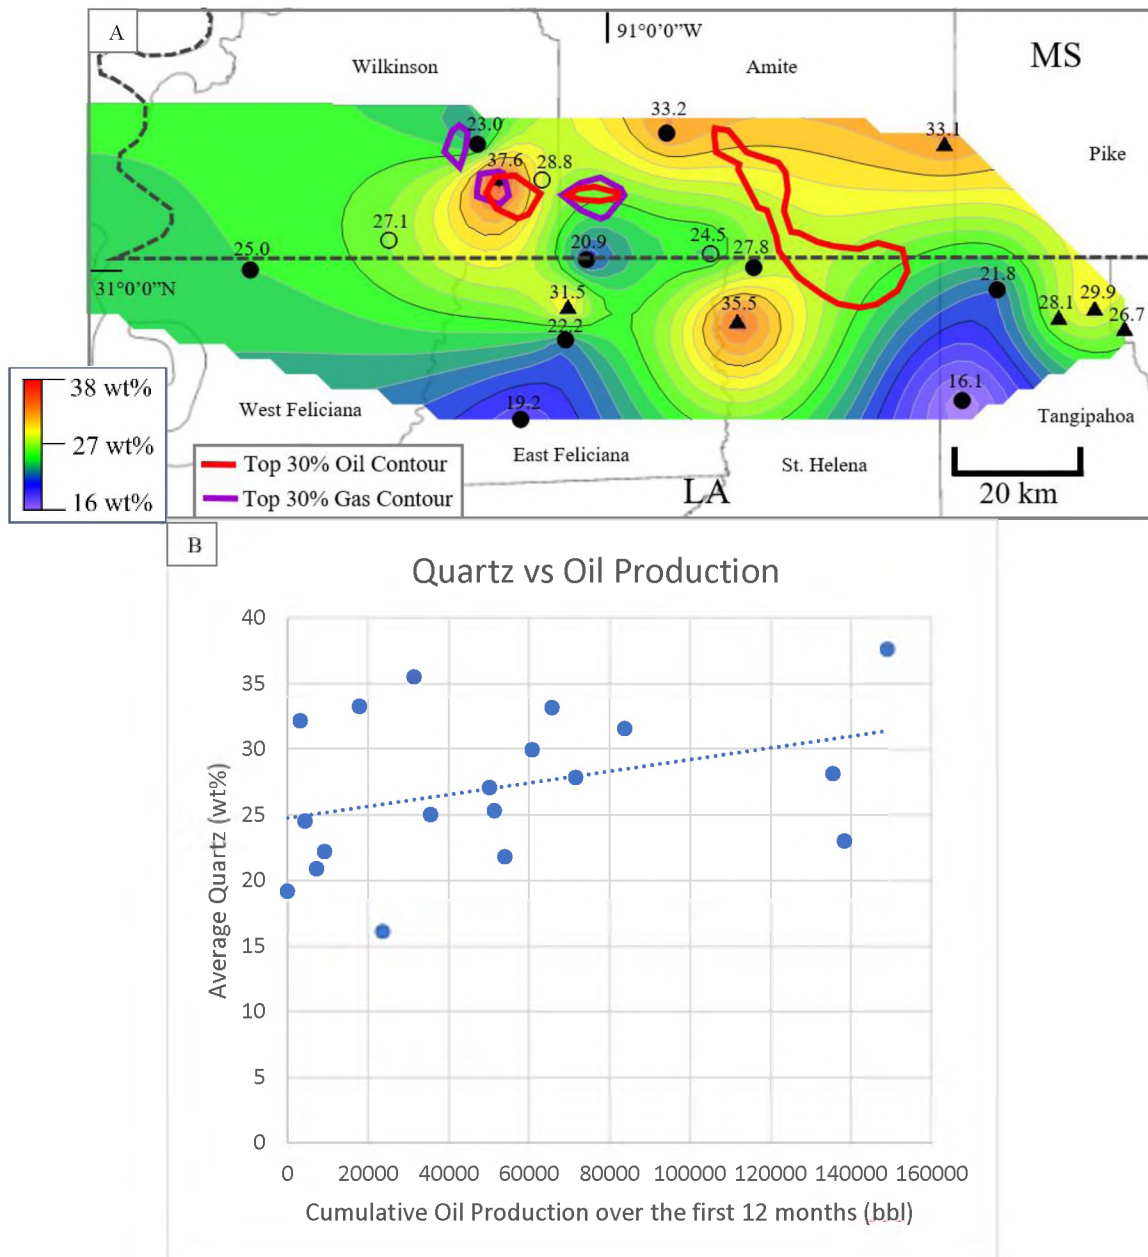 A
91°0'0"W
MS
Wilkinson
Amite
33.2
23.0
33.1
37.6
28.8
Pike
27.1
24.5
20.9
27.8
25.0
21.8
31°0'0"N
31.5
29.9
28.1
35.5
26.7
22.2
38 wt%
16.1
19.2
West Feliciana
Tangipahoa
27 wt%
East Feliciana
St. Helena
Top 30% Oil Contour
LA
20 km
16 wt%
Top 30% Gas Contour
B
Quartz vs Oil Production
40
35
30
25
20
15
10
5
0
Average Quartz (wt%)
0 20000 40000 60000 80000 100000 120000 140000 160000
Cumulative Oil Production over the first 12 months (bbl)